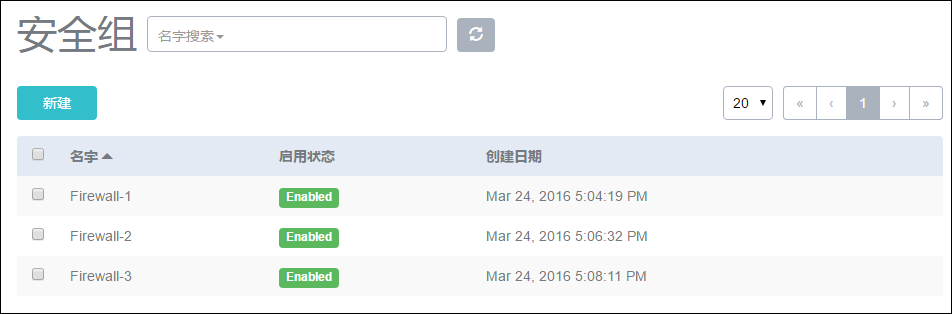 安全组 名字搜索
新建 20 « ‹ 1 › »
名字 启用状态 创建日期
Firewall-1 Enabled Mar 24, 2016 5:04:19 PM
Firewall-2 Enabled Mar 24, 2016 5:06:32 PM
Firewall-3 Enabled Mar 24, 2016 5:08:11 PM